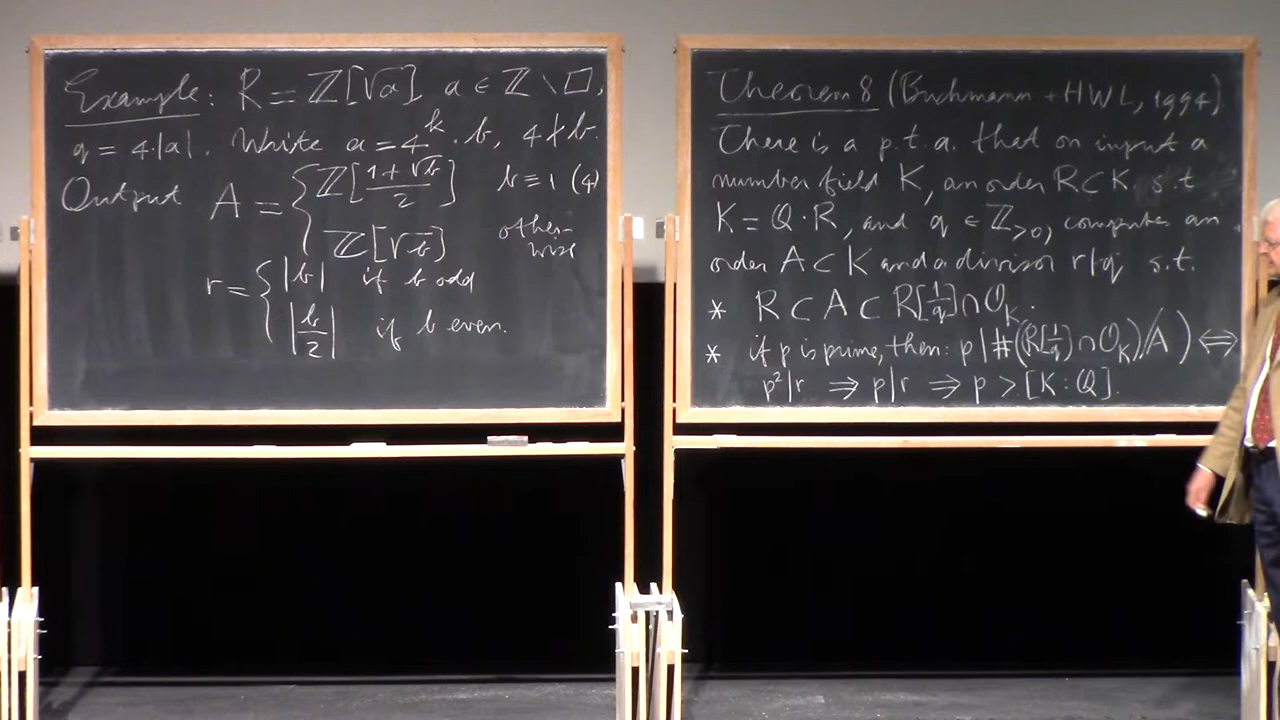 Example: R = ℤ[√a], a ∈ ℤ \ □,
q = 4·|a|. Write a = 4^k · b, 4 ∤ b.
Output A = { ℤ[(1+√b)/2] b ≡ 1 (4)
ℤ[√b] otherwise
r = { |b| if b odd
|b/2| if b even.
Theorem 8 (Buchmann + HWL, 1994).
There is a p.t.a. that on input a
number field K, an order R ⊂ K s.t.
K = Q·R, and q ∈ ℤ_{>0}, computes an
order A ⊂ K and a divisor r|q s.t.
* R ⊂ A ⊂ R[1/q] ∩ O_K.
* if p is prime, then: p | #(R[1/q] ∩ O_K)/A) ⇔
p²|r ⇒ p|r ⇒ p > [K:Q].